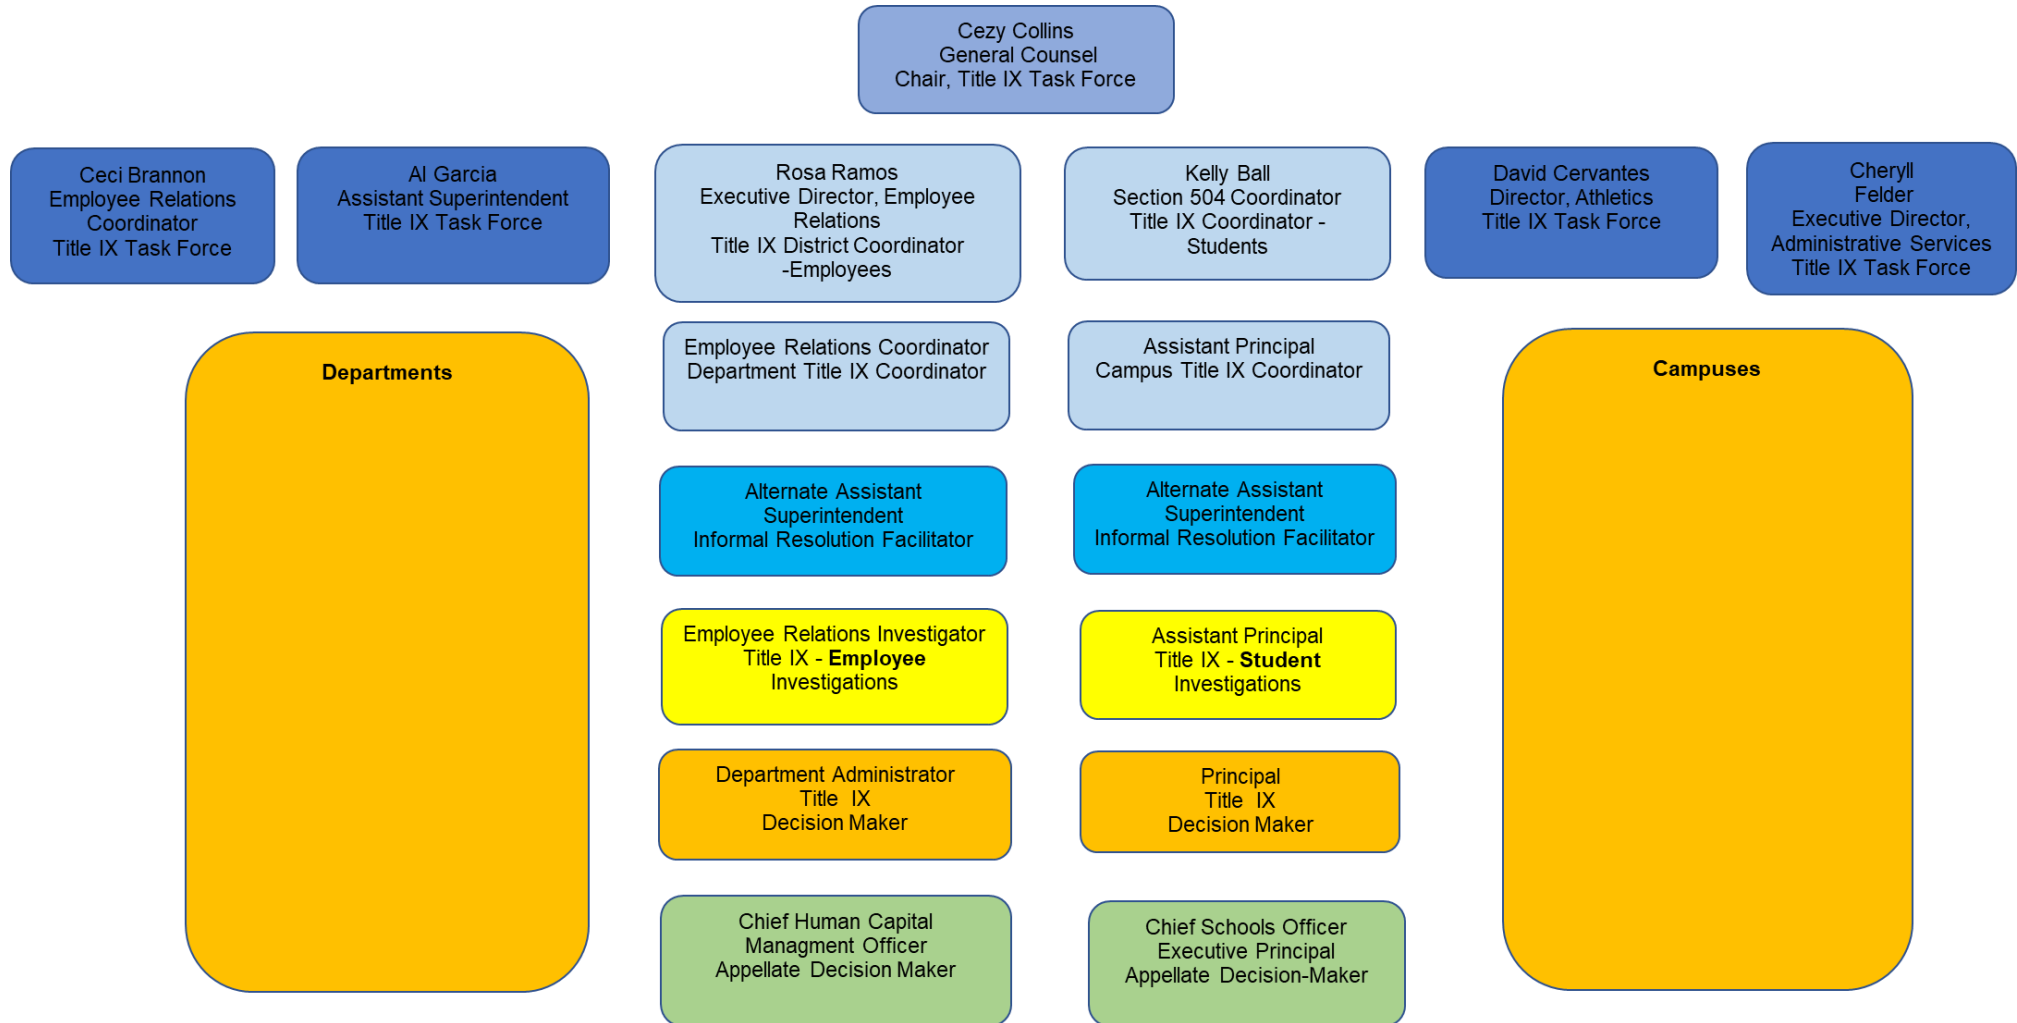 Cezy Collins
General Counsel
Chair, Title IX Task Force
Ceci Brannon
Employee Relations
Coordinator
Title IX Task Force
Al Garcia
Assistant Superintendent
Title IX Task Force
Rosa Ramos
Executive Director, Employee
Relations
Title IX District Coordinator
-Employees
Kelly Ball
Section 504 Coordinator
Title IX Coordinator -
Students
David Cervantes
Director, Athletics
Title IX Task Force
Cheryll
Felder
Executive Director,
Administrative Services
Title IX Task Force
Departments
Employee Relations Coordinator
Department Title IX Coordinator
Assistant Principal
Campus Title IX Coordinator
Campuses
Alternate Assistant
Superintendent
Informal Resolution Facilitator
Alternate Assistant
Superintendent
Informal Resolution Facilitator
Employee Relations Investigator
Title IX - Employee
Investigations
Assistant Principal
Title IX - Student
Investigations
Department Administrator
Title IX
Decision Maker
Principal
Title IX
Decision Maker
Chief Human Capital
Managment Officer
Appellate Decision Maker
Chief Schools Officer
Executive Principal
Appellate Decision-Maker